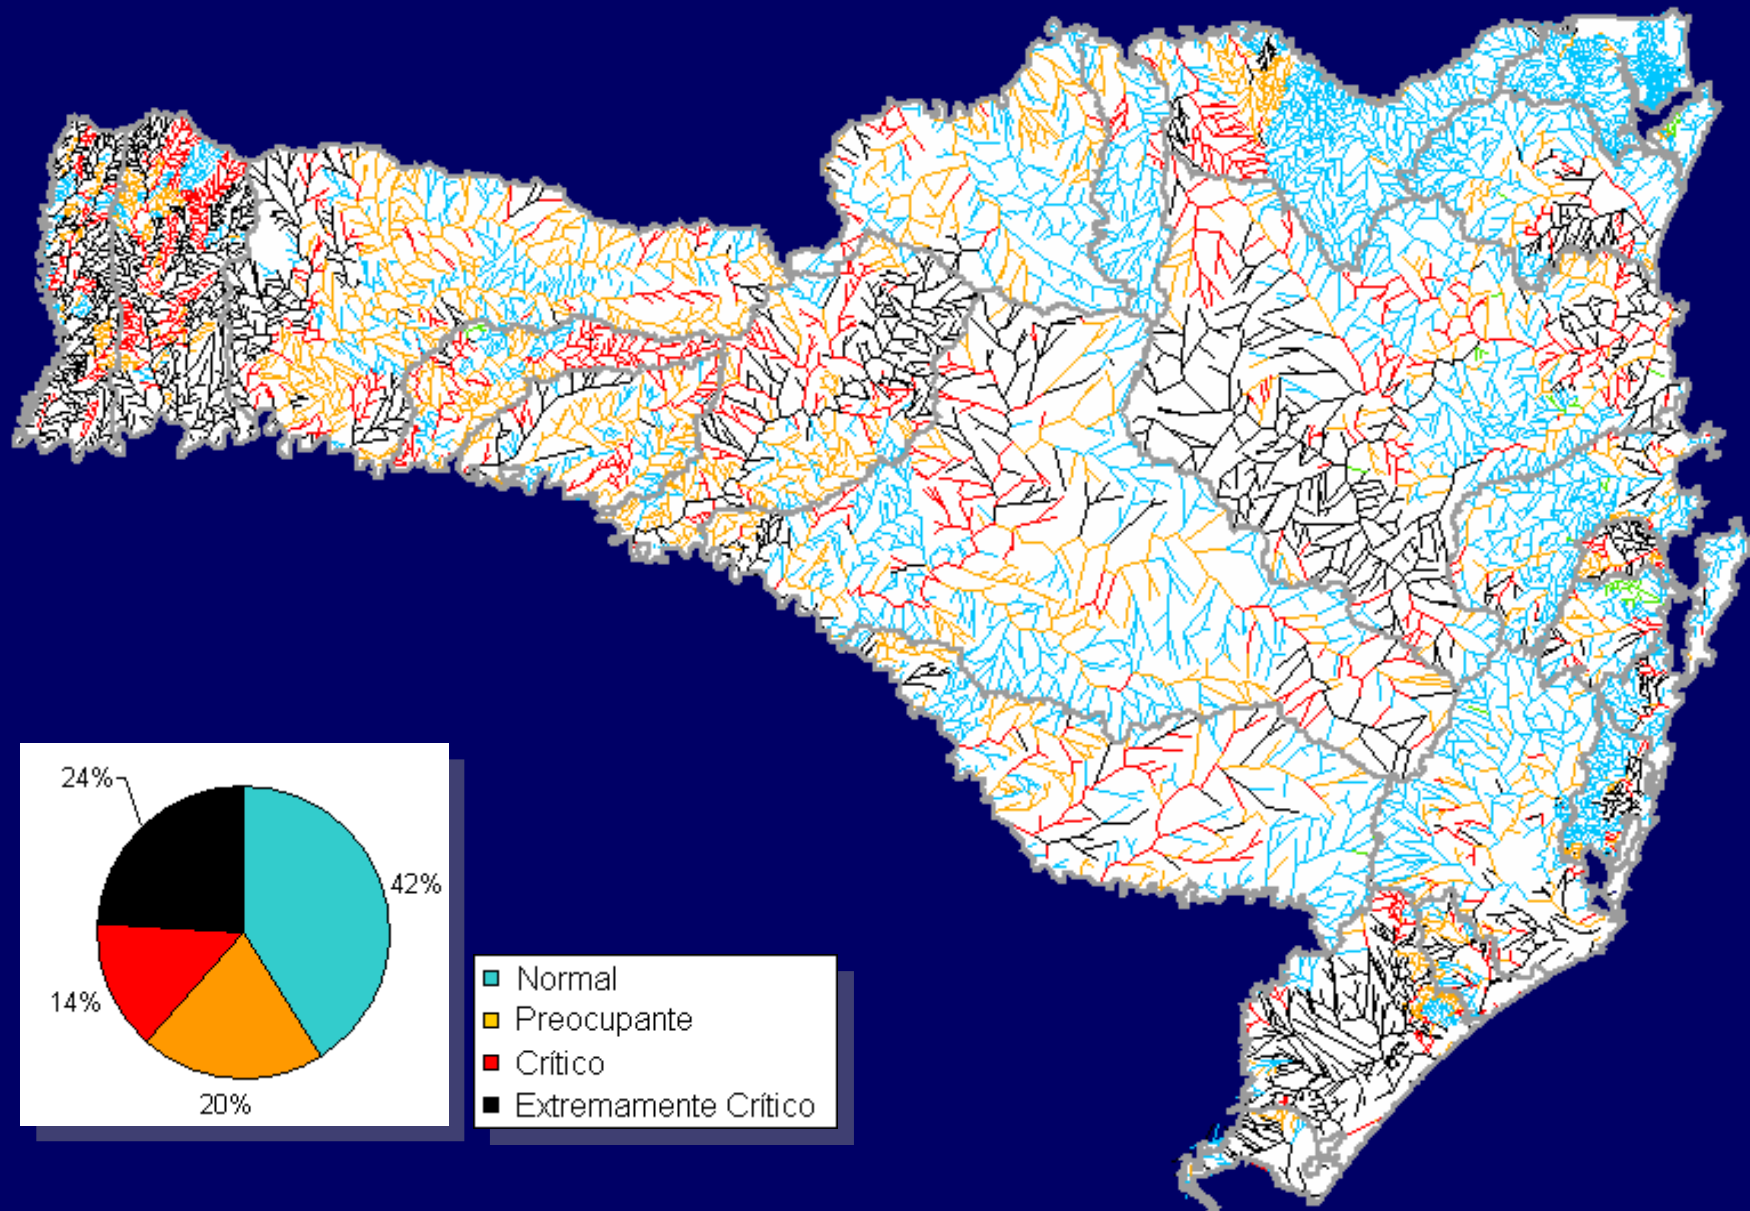 24%
42%
14%
20%
Normal
Preocupante
Crítico
Extremamente Crítico